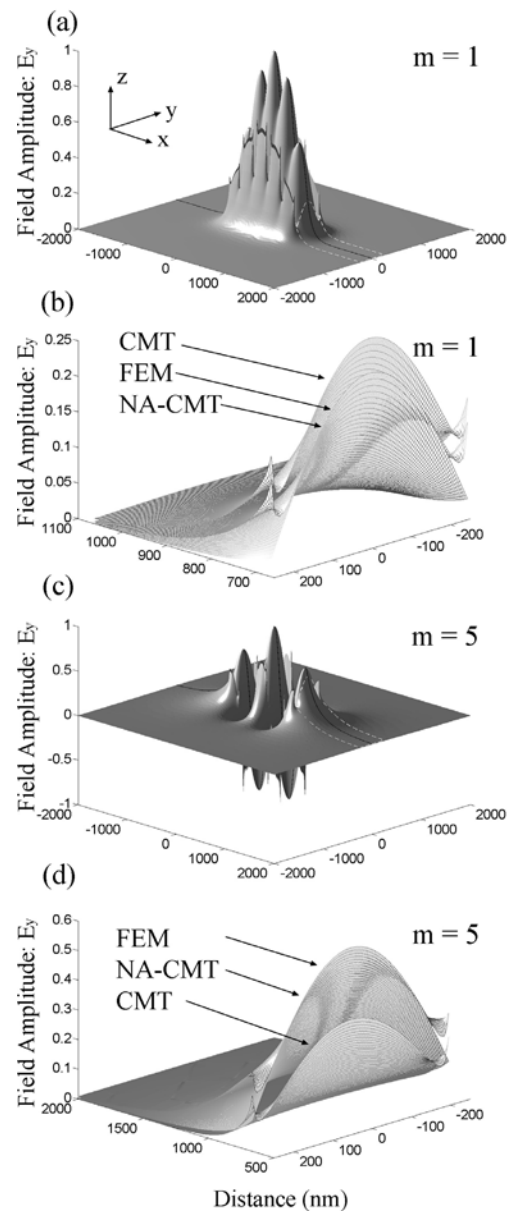 (a)
m = 1
Field Amplitude: Ey
1
0.8
0.6
0.4
0.2
0
z
y
x
-2000
-1000
0
1000
2000
-2000
-1000
0
1000
2000
(b)
m = 1
Field Amplitude: Ey
0.25
0.20
0.15
0.10
0.05
0
CMT
FEM
NA-CMT
1100
1000
900
800
700
200
100
0
-100
-200
(c)
m = 5
Field Amplitude: Ey
1
0.5
0
-0.5
-1
-2000
-1000
0
1000
2000
-2000
-1000
0
1000
2000
(d)
m = 5
Field Amplitude: Ey
0.6
0.5
0.4
0.3
0.2
0.1
0
FEM
NA-CMT
CMT
2000
1500
1000
500
200
100
0
-100
-200
Distance (nm)